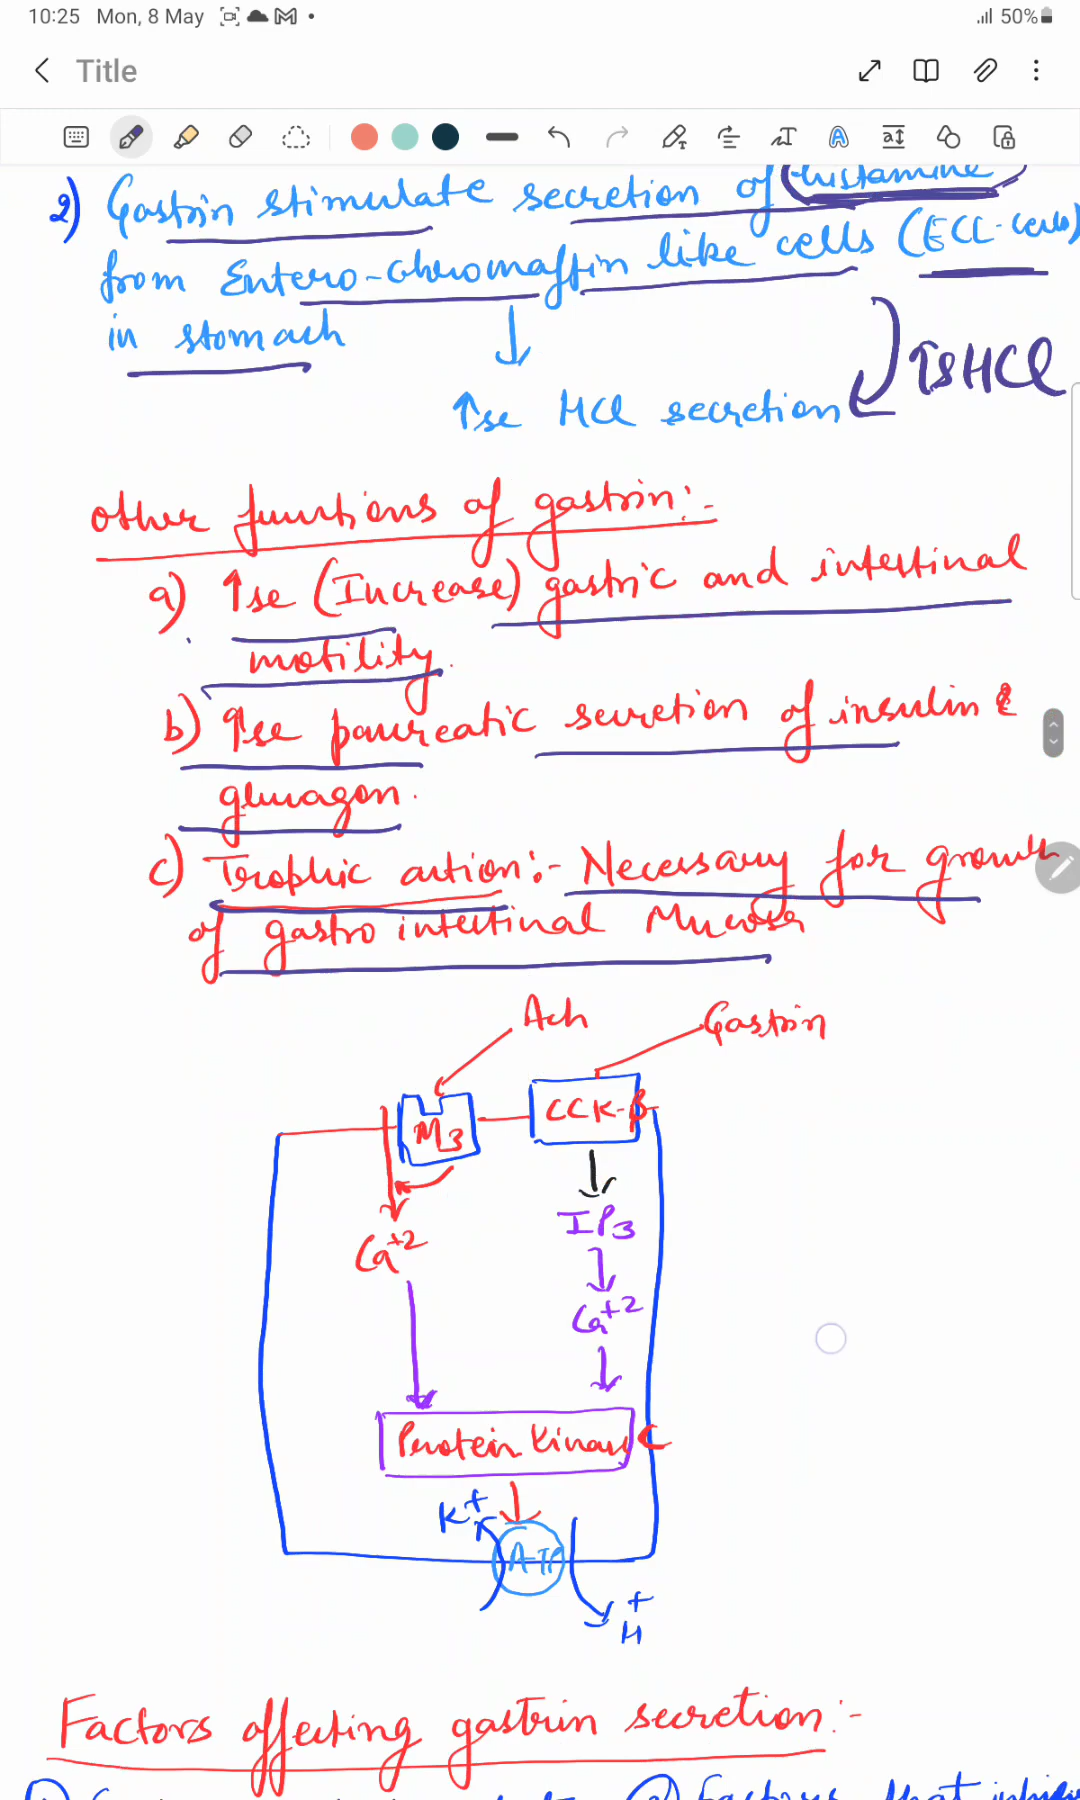 10:25 Mon, 8 May
50%
Title
2) Gastrin stimulate secretion of Histamine
from Entero-chromaffin like cells (ECL-cells)
in stomach
↓
↑se HCl secretion
↑s HCl
other functions of gastrin:-
a) ↑se (Increase) gastric and intestinal
motility.
b) ↑se pancreatic secretion of insulin &
glucagon.
c) Trophic action:- Necessary for growth
of gastro intestinal Mucosa
Ach
Gastrin
M3
CCK-β
IP3
Ca+2
Ca+2
Protein Kinase C
K+
ATP
H+
Factors affecting gastrin secretion:-
② Factors that